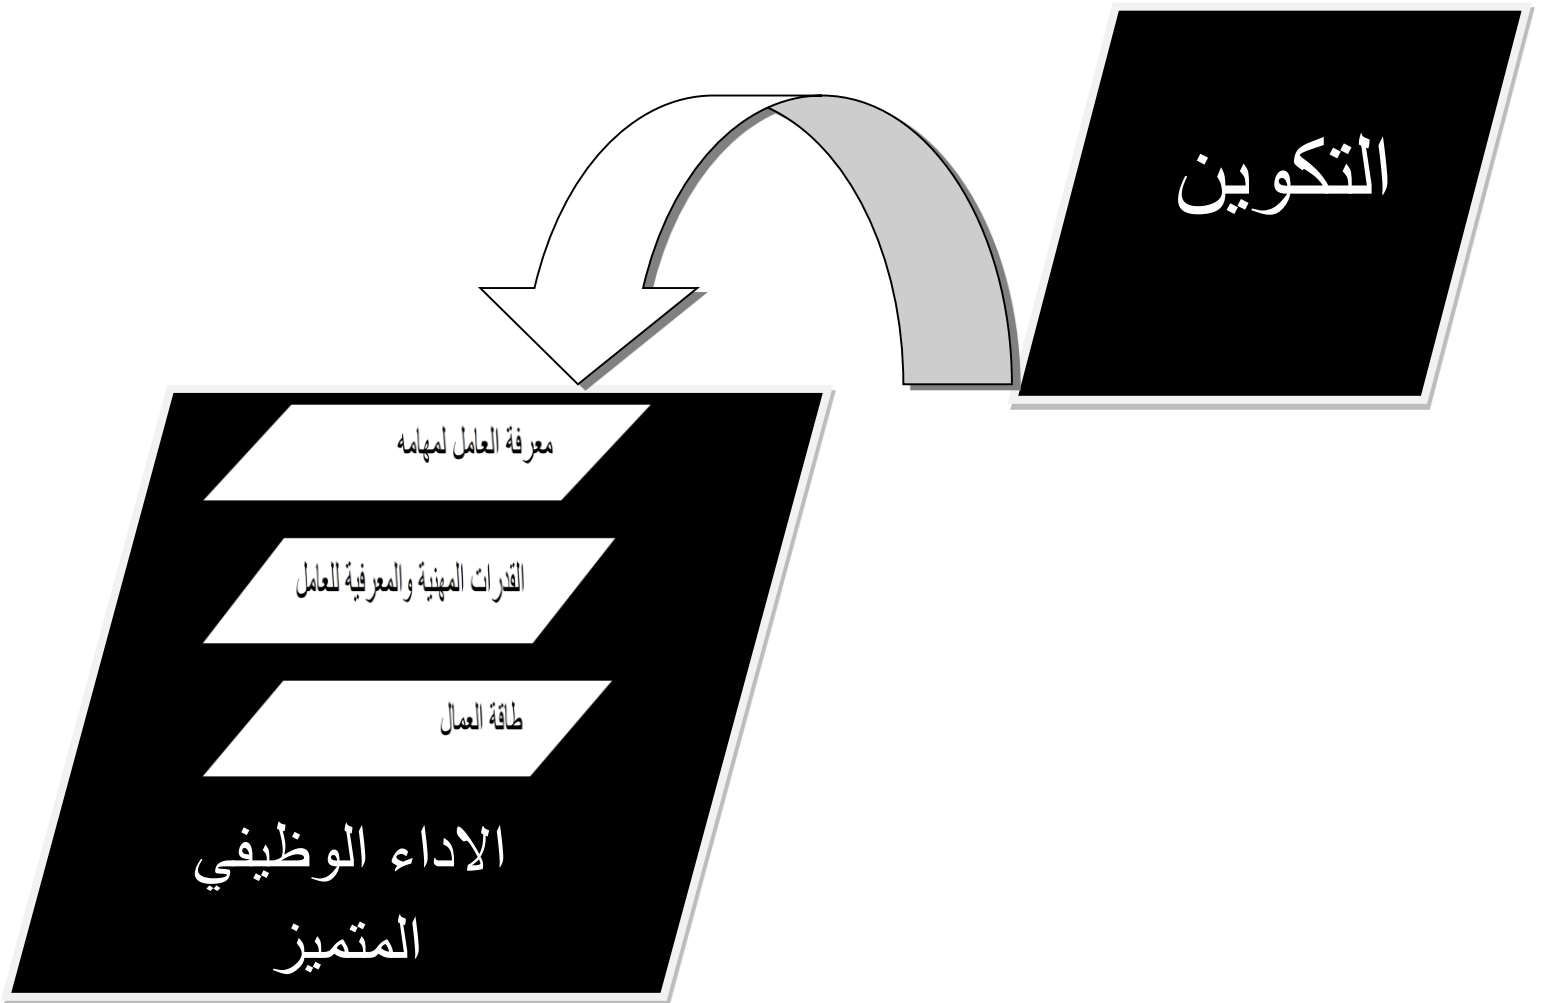 التكوين
معرفة العامل لمهامه
القدرات المهنية والمعرفية للعامل
طاقة العمال
الاداء الوظيفي
المتميز